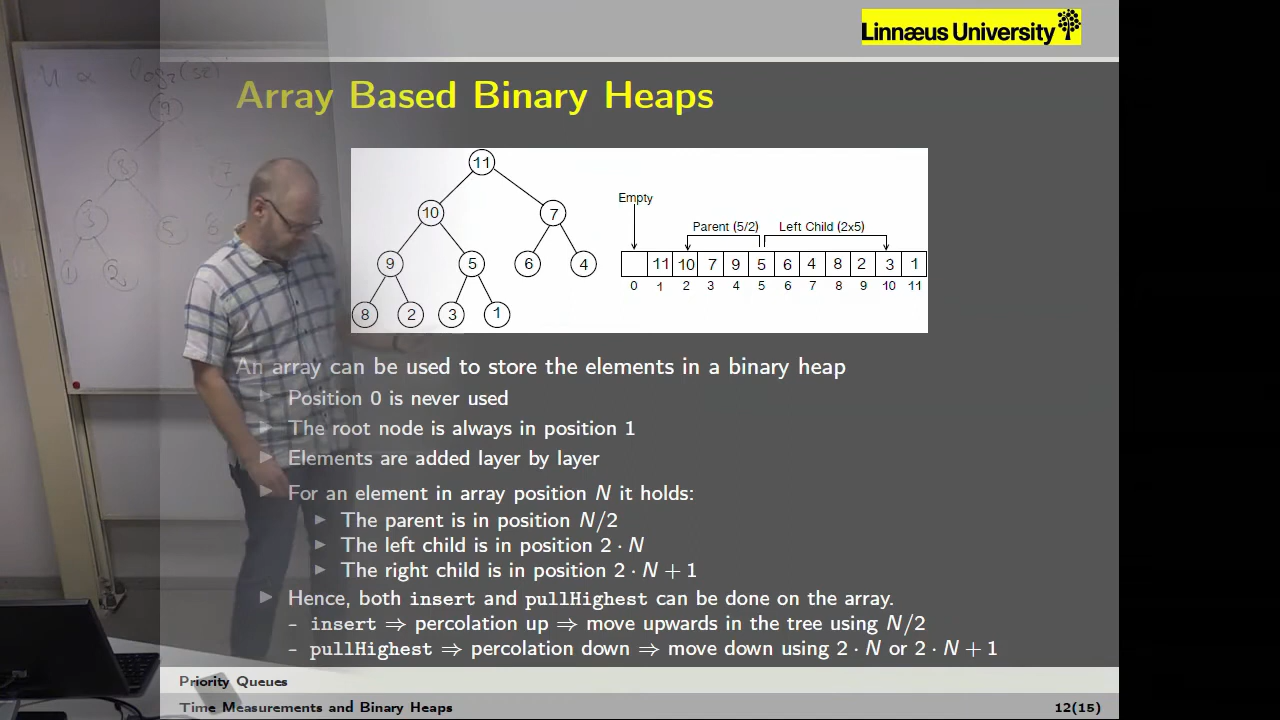 Linnæus University
Array Based Binary Heaps
11
10 7
9 5 6 4
8 2 3 1
Empty
Parent (5/2) Left Child (2x5)
11 10 7 9 5 6 4 8 2 3 1
0 1 2 3 4 5 6 7 8 9 10 11
An array can be used to store the elements in a binary heap
► Position 0 is never used
► The root node is always in position 1
► Elements are added layer by layer
► For an element in array position N it holds:
► The parent is in position N/2
► The left child is in position 2 · N
► The right child is in position 2 · N + 1
► Hence, both insert and pullHighest can be done on the array.
- insert ⇒ percolation up ⇒ move upwards in the tree using N/2
- pullHighest ⇒ percolation down ⇒ move down using 2 · N or 2 · N + 1
Priority Queues
Time Measurements and Binary Heaps 12(15)